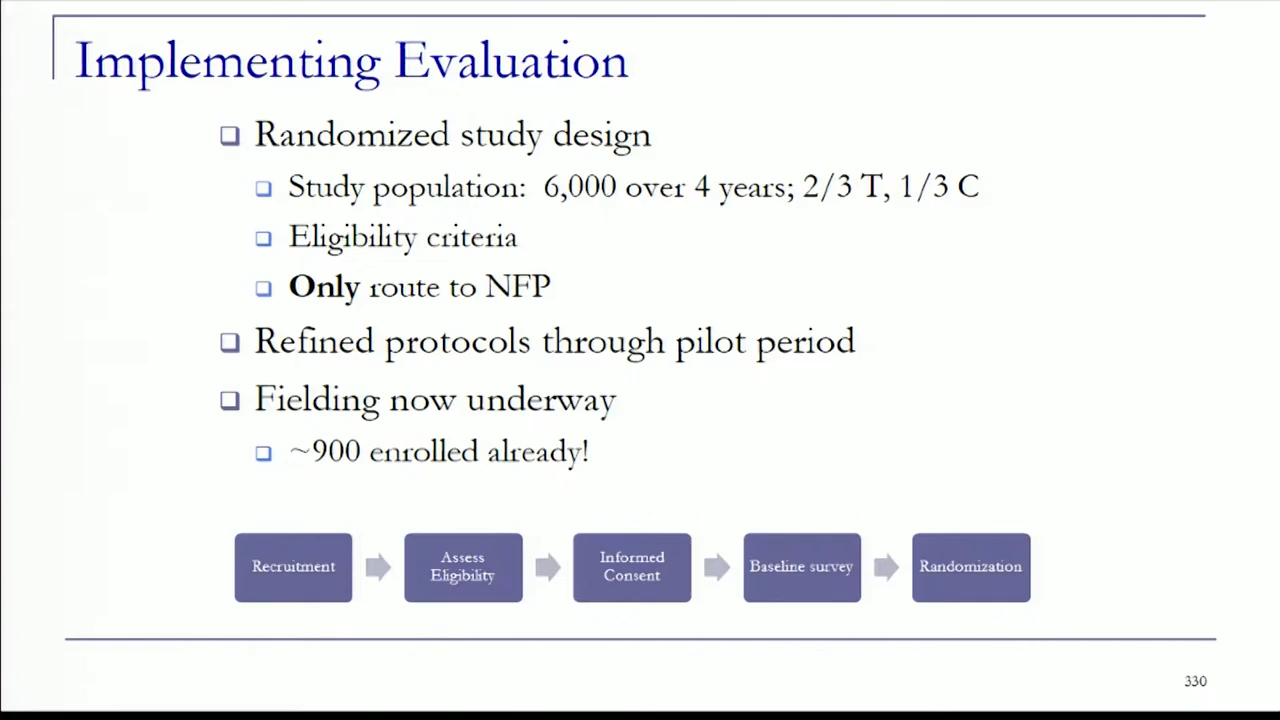 Implementing Evaluation
Randomized study design
Study population: 6,000 over 4 years; 2/3 T, 1/3 C
Eligibility criteria
Only route to NFP
Refined protocols through pilot period
Fielding now underway
~900 enrolled already!
Recruitment
Assess
Eligibility
Informed
Consent
Baseline survey
Randomization
330